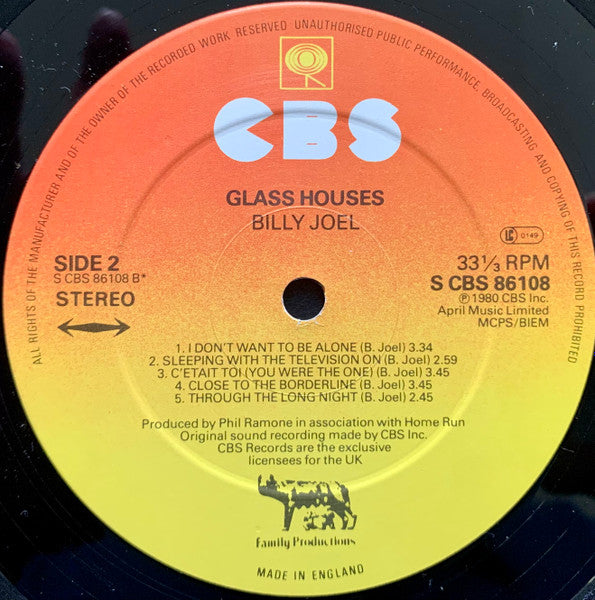 ALL RIGHTS OF THE MANUFACTURER AND OF THE OWNER OF THE RECORDED WORK RESERVED UNAUTHORISED PUBLIC PERFORMANCE, BROADCASTING AND COPYING OF THIS RECORD PROHIBITED
CBS
GLASS HOUSES
BILLY JOEL
SIDE 2
S CBS 86108 B*
STEREO
LC 0149
33⅓ RPM
S CBS 86108
℗ 1980 CBS Inc.
April Music Limited
MCPS/BIEM
1. I DON'T WANT TO BE ALONE (B. Joel) 3.34
2. SLEEPING WITH THE TELEVISION ON (B. Joel) 2.59
3. C'ETAIT TOI (YOU WERE THE ONE) (B. Joel) 3.45
4. CLOSE TO THE BORDERLINE (B. Joel) 3.45
5. THROUGH THE LONG NIGHT (B. Joel) 2.45
Produced by Phil Ramone in association with Home Run
Original sound recording made by CBS Inc.
CBS Records are the exclusive
licensees for the UK
Family Productions
MADE IN ENGLAND